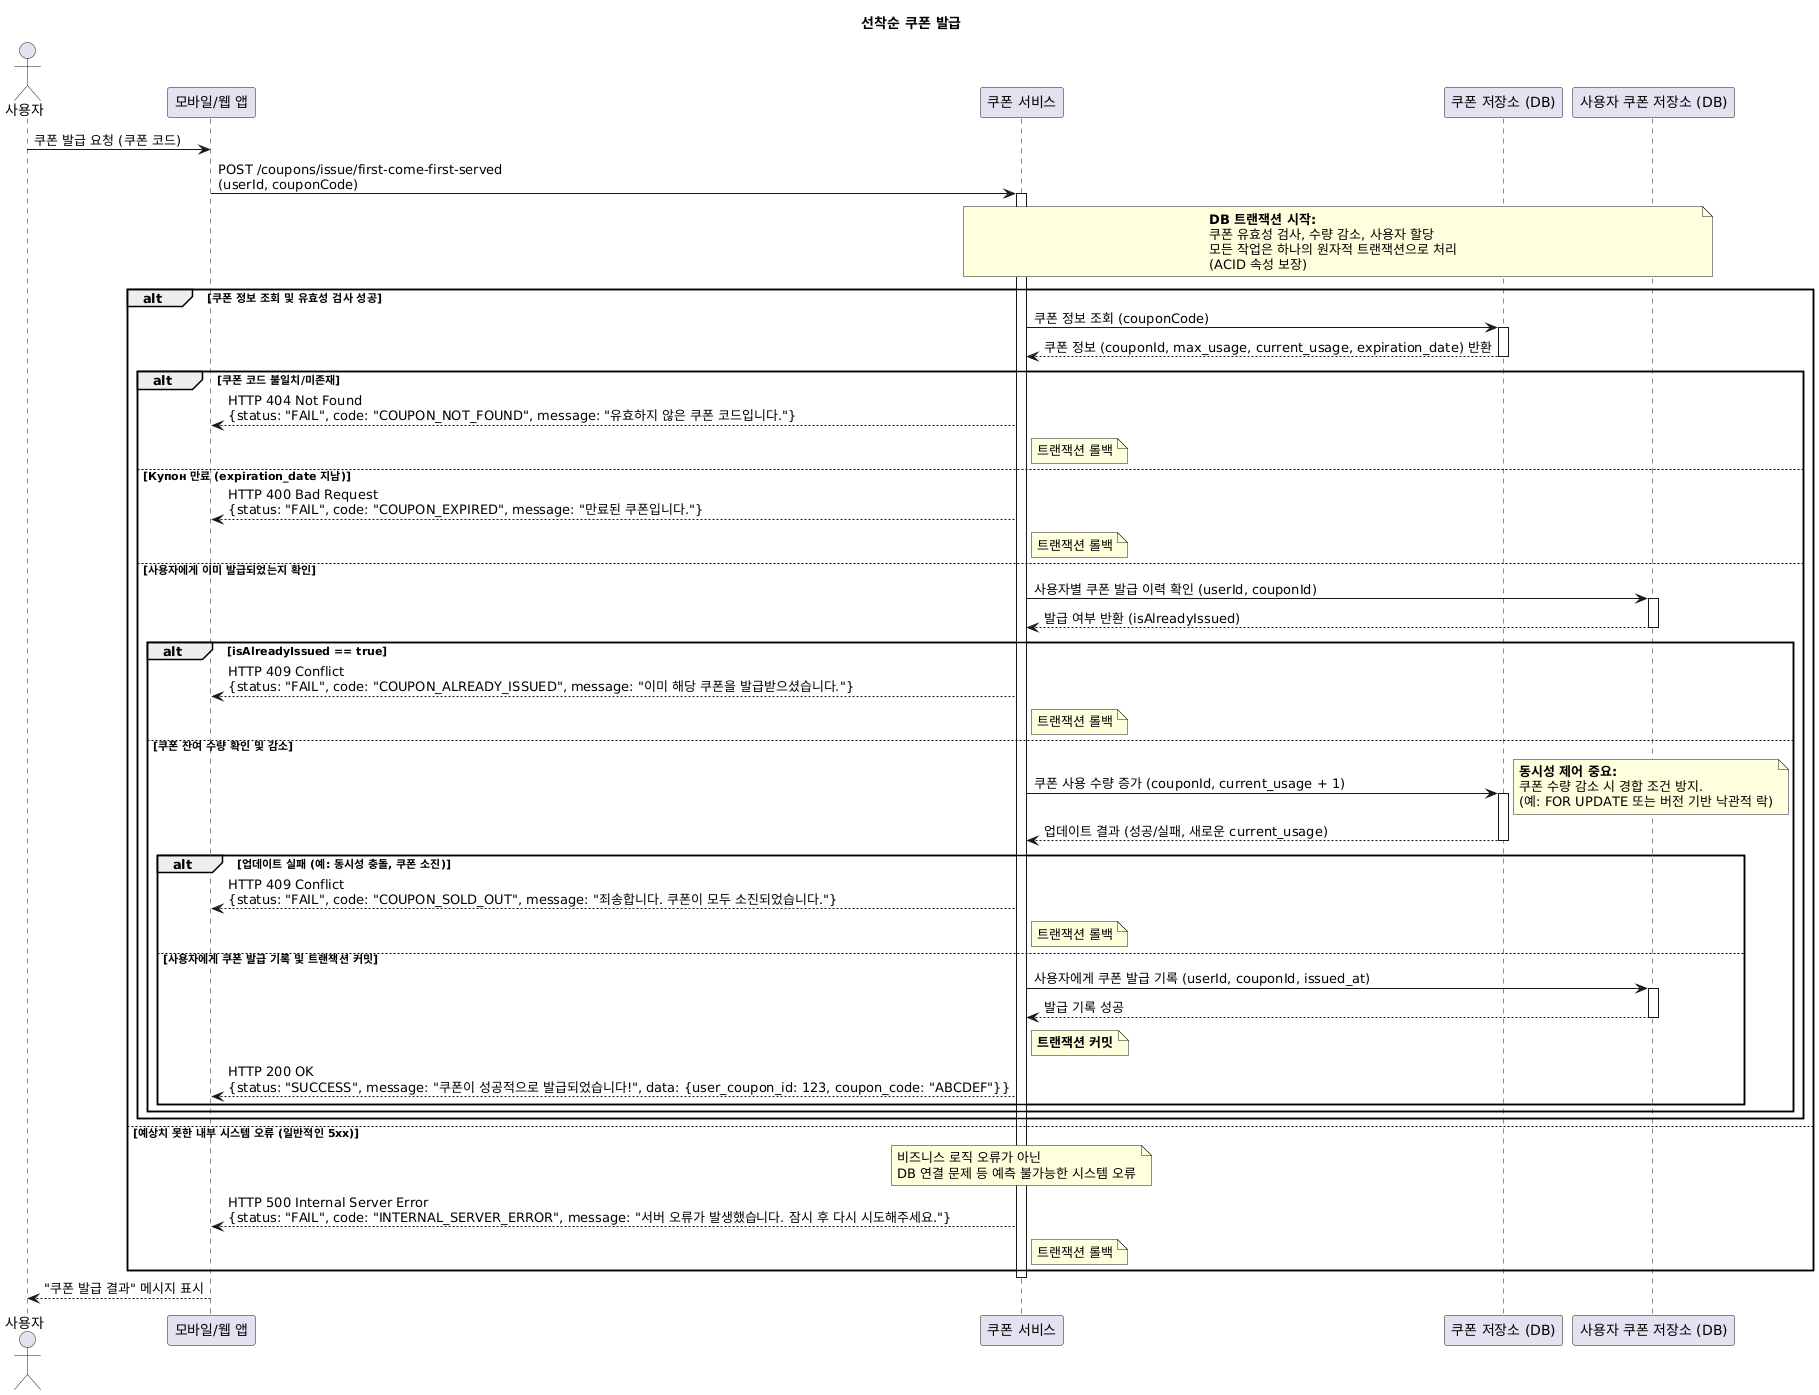 선착순 쿠폰 발급
사용자
모바일/웹 앱
쿠폰 서비스
쿠폰 저장소 (DB)
사용자 쿠폰 저장소 (DB)
쿠폰 발급 요청 (쿠폰 코드)
POST /coupons/issue/first-come-first-served
(userId, couponCode)
DB 트랜잭션 시작:
쿠폰 유효성 검사, 수량 감소, 사용자 할당
모든 작업은 하나의 원자적 트랜잭션으로 처리
(ACID 속성 보장)
alt [쿠폰 정보 조회 및 유효성 검사 성공]
쿠폰 정보 조회 (couponCode)
쿠폰 정보 (couponId, max_usage, current_usage, expiration_date) 반환
alt [쿠폰 코드 불일치/미존재]
HTTP 404 Not Found
{status: "FAIL", code: "COUPON_NOT_FOUND", message: "유효하지 않은 쿠폰 코드입니다."}
트랜잭션 롤백
[Купон 만료 (expiration_date 지남)]
HTTP 400 Bad Request
{status: "FAIL", code: "COUPON_EXPIRED", message: "만료된 쿠폰입니다."}
트랜잭션 롤백
[사용자에게 이미 발급되었는지 확인]
사용자별 쿠폰 발급 이력 확인 (userId, couponId)
발급 여부 반환 (isAlreadyIssued)
alt [isAlreadyIssued == true]
HTTP 409 Conflict
{status: "FAIL", code: "COUPON_ALREADY_ISSUED", message: "이미 해당 쿠폰을 발급받으셨습니다."}
트랜잭션 롤백
[쿠폰 잔여 수량 확인 및 감소]
쿠폰 사용 수량 증가 (couponId, current_usage + 1)
동시성 제어 중요:
쿠폰 수량 감소 시 경합 조건 방지.
(예: FOR UPDATE 또는 버전 기반 낙관적 락)
업데이트 결과 (성공/실패, 새로운 current_usage)
alt [업데이트 실패 (예: 동시성 충돌, 쿠폰 소진)]
HTTP 409 Conflict
{status: "FAIL", code: "COUPON_SOLD_OUT", message: "죄송합니다. 쿠폰이 모두 소진되었습니다."}
트랜잭션 롤백
[사용자에게 쿠폰 발급 기록 및 트랜잭션 커밋]
사용자에게 쿠폰 발급 기록 (userId, couponId, issued_at)
발급 기록 성공
트랜잭션 커밋
HTTP 200 OK
{status: "SUCCESS", message: "쿠폰이 성공적으로 발급되었습니다!", data: {user_coupon_id: 123, coupon_code: "ABCDEF"}}
[예상치 못한 내부 시스템 오류 (일반적인 5xx)]
비즈니스 로직 오류가 아닌
DB 연결 문제 등 예측 불가능한 시스템 오류
HTTP 500 Internal Server Error
{status: "FAIL", code: "INTERNAL_SERVER_ERROR", message: "서버 오류가 발생했습니다. 잠시 후 다시 시도해주세요."}
트랜잭션 롤백
"쿠폰 발급 결과" 메시지 표시
사용자
모바일/웹 앱
쿠폰 서비스
쿠폰 저장소 (DB)
사용자 쿠폰 저장소 (DB)